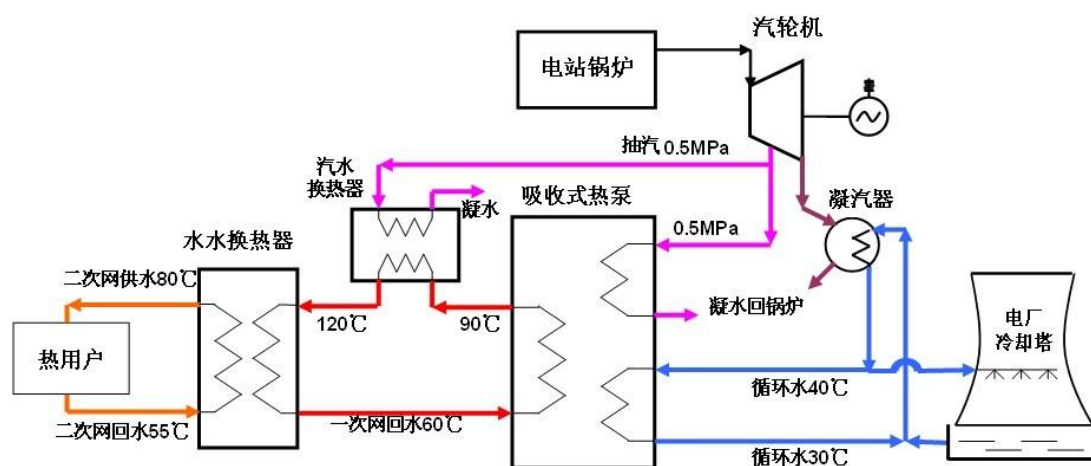 汽轮机
电站锅炉
抽汽 0.5MPa
汽水
换热器
凝水
吸收式热泵
凝汽器
0.5MPa
水水换热器
二次网供水80℃
120℃
90℃
凝水回锅炉
电厂
冷却塔
热用户
循环水40℃
二次网回水55℃
一次网回水60℃
循环水30℃